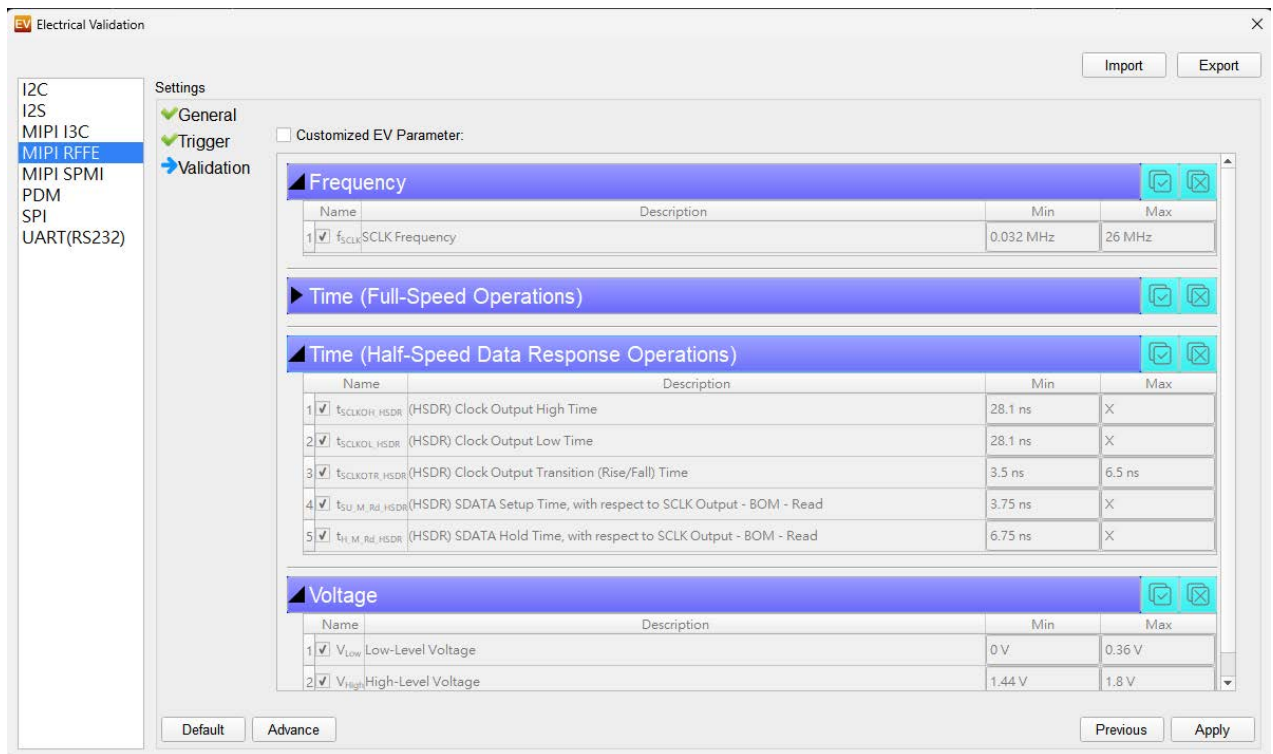 EV Electrical Validation
Import Export
I2C
I2S
MIPI I3C
MIPI RFFE
MIPI SPMI
PDM
SPI
UART(RS232)
Settings
General
Trigger
Validation
Customized EV Parameter:
Frequency
Name Description Min Max
1 fSCLK SCLK Frequency 0.032 MHz 26 MHz
Time (Full-Speed Operations)
Time (Half-Speed Data Response Operations)
Name Description Min Max
1 tSCLKOH_HSDR (HSDR) Clock Output High Time 28.1 ns X
2 tSCLKOL_HSDR (HSDR) Clock Output Low Time 28.1 ns X
3 tSCLKOTR_HSDR (HSDR) Clock Output Transition (Rise/Fall) Time 3.5 ns 6.5 ns
4 tSU_M_Rd_HSDR (HSDR) SDATA Setup Time, with respect to SCLK Output - BOM - Read 3.75 ns X
5 tH_M_Rd_HSDR (HSDR) SDATA Hold Time, with respect to SCLK Output - BOM - Read 6.75 ns X
Voltage
Name Description Min Max
1 VLow Low-Level Voltage 0 V 0.36 V
2 VHigh High-Level Voltage 1.44 V 1.8 V
Default Advance Previous Apply